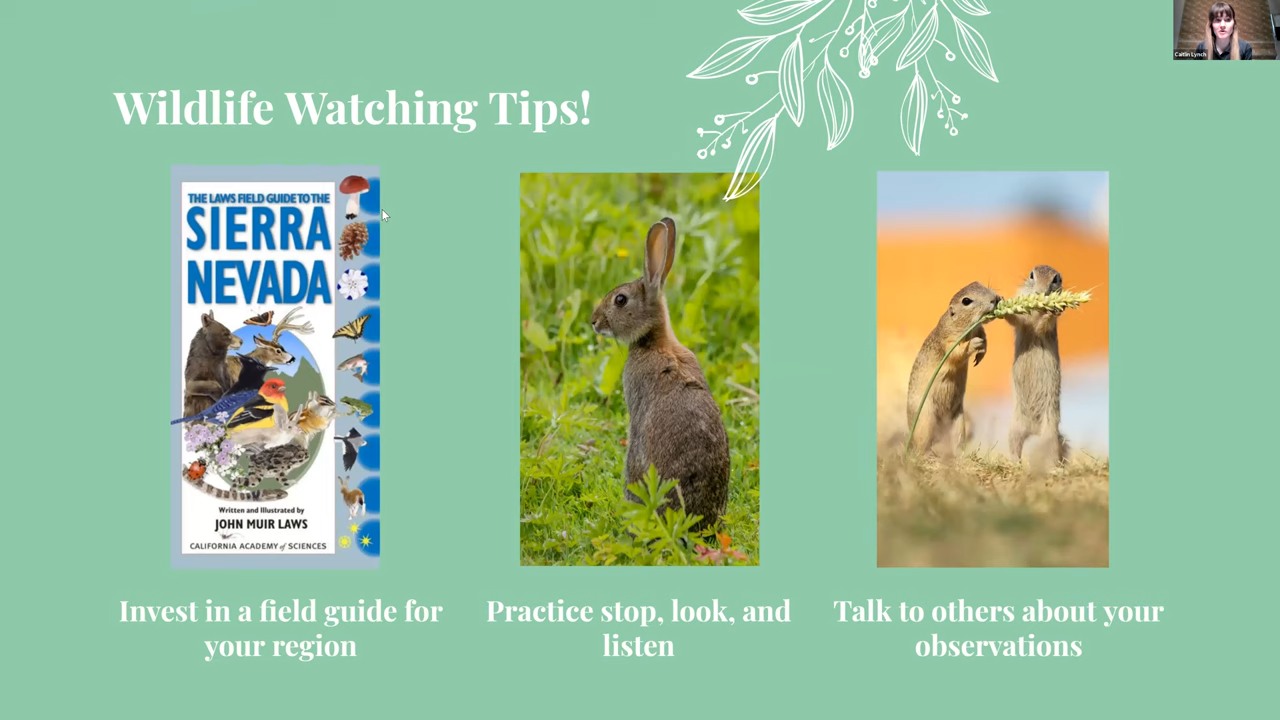 Caitlin Lynch
Wildlife Watching Tips!
THE LAWS FIELD GUIDE TO THE
SIERRA
NEVADA
Written and Illustrated by
JOHN MUIR LAWS
CALIFORNIA ACADEMY of SCIENCES
Invest in a field guide for
your region
Practice stop, look, and
listen
Talk to others about your
observations